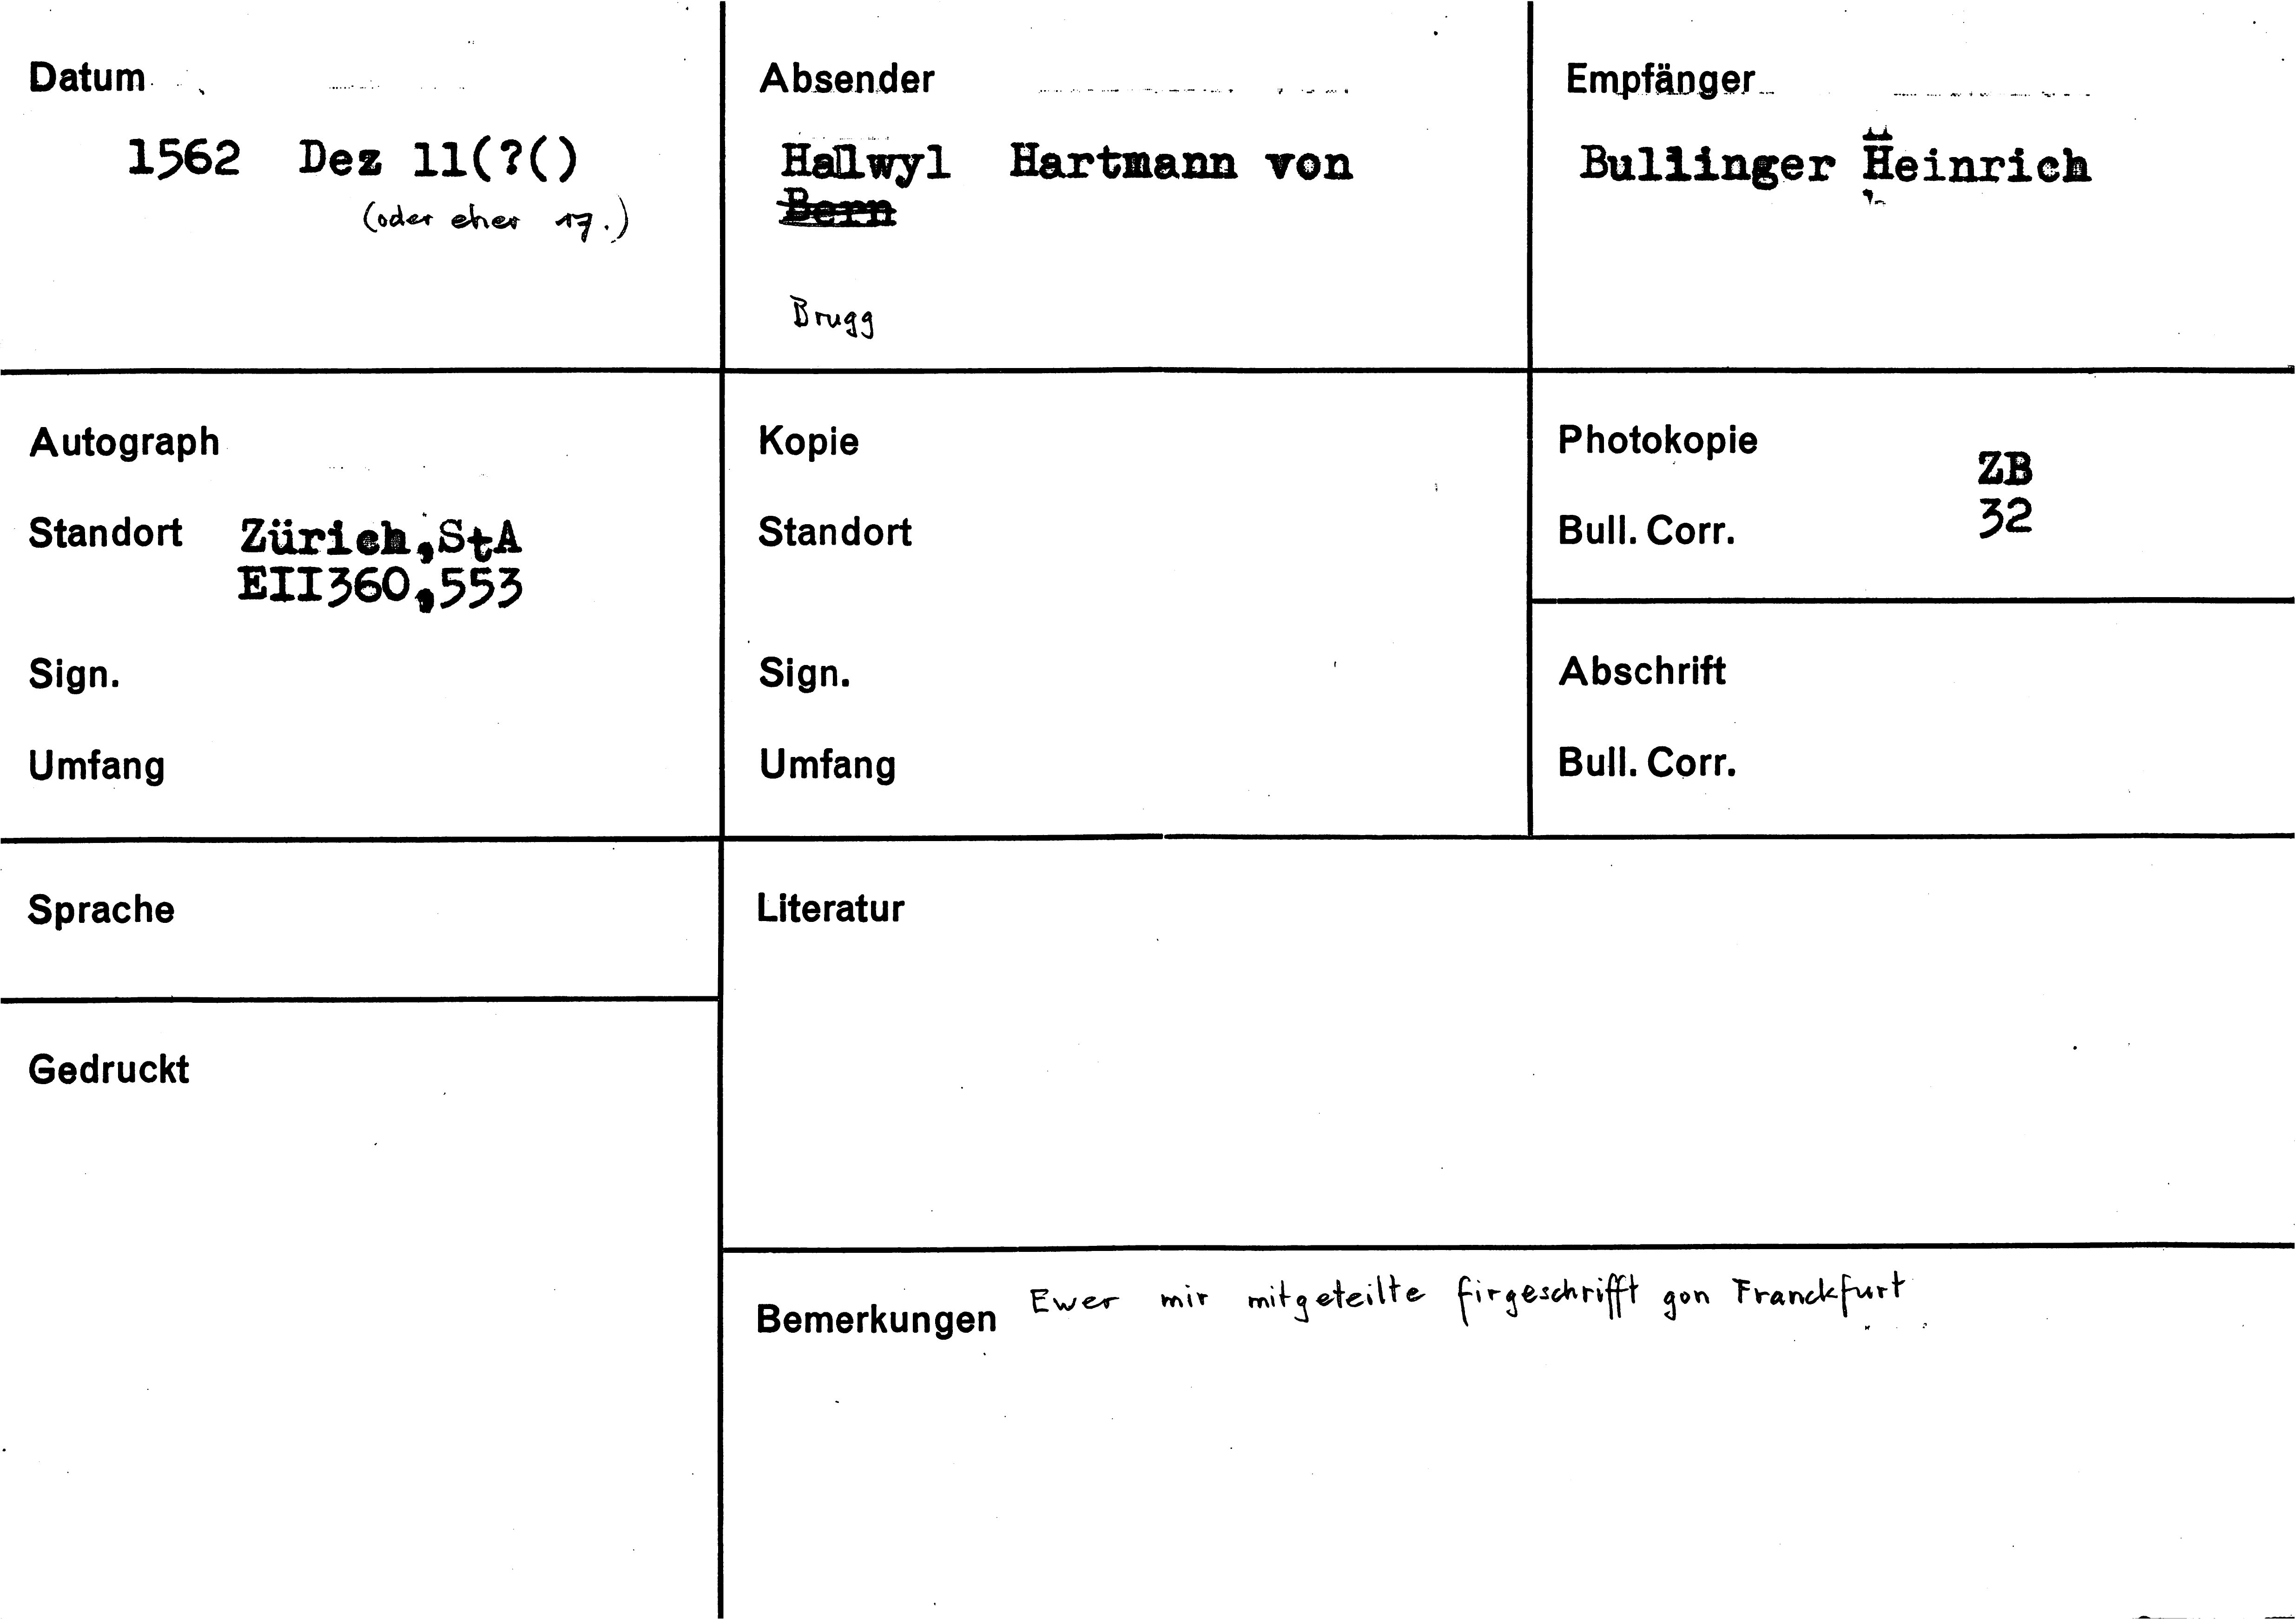 Datum
1562 Dez 11(?()
(oder eher 17.)
Absender
Hallwyl Hartmann von
Bern
Brugg
Empfänger
Bullinger Heinrich
Autograph
Standort Zürich,StA
EII360,553
Sign.
Umfang
Kopie
Standort
Sign.
Umfang
Photokopie
ZB
Bull. Corr. 32
Abschrift
Bull. Corr.
Sprache
Gedruckt
Literatur
Bemerkungen Ewer mir mitgeteilte firgeschrifft gon Franckfurt